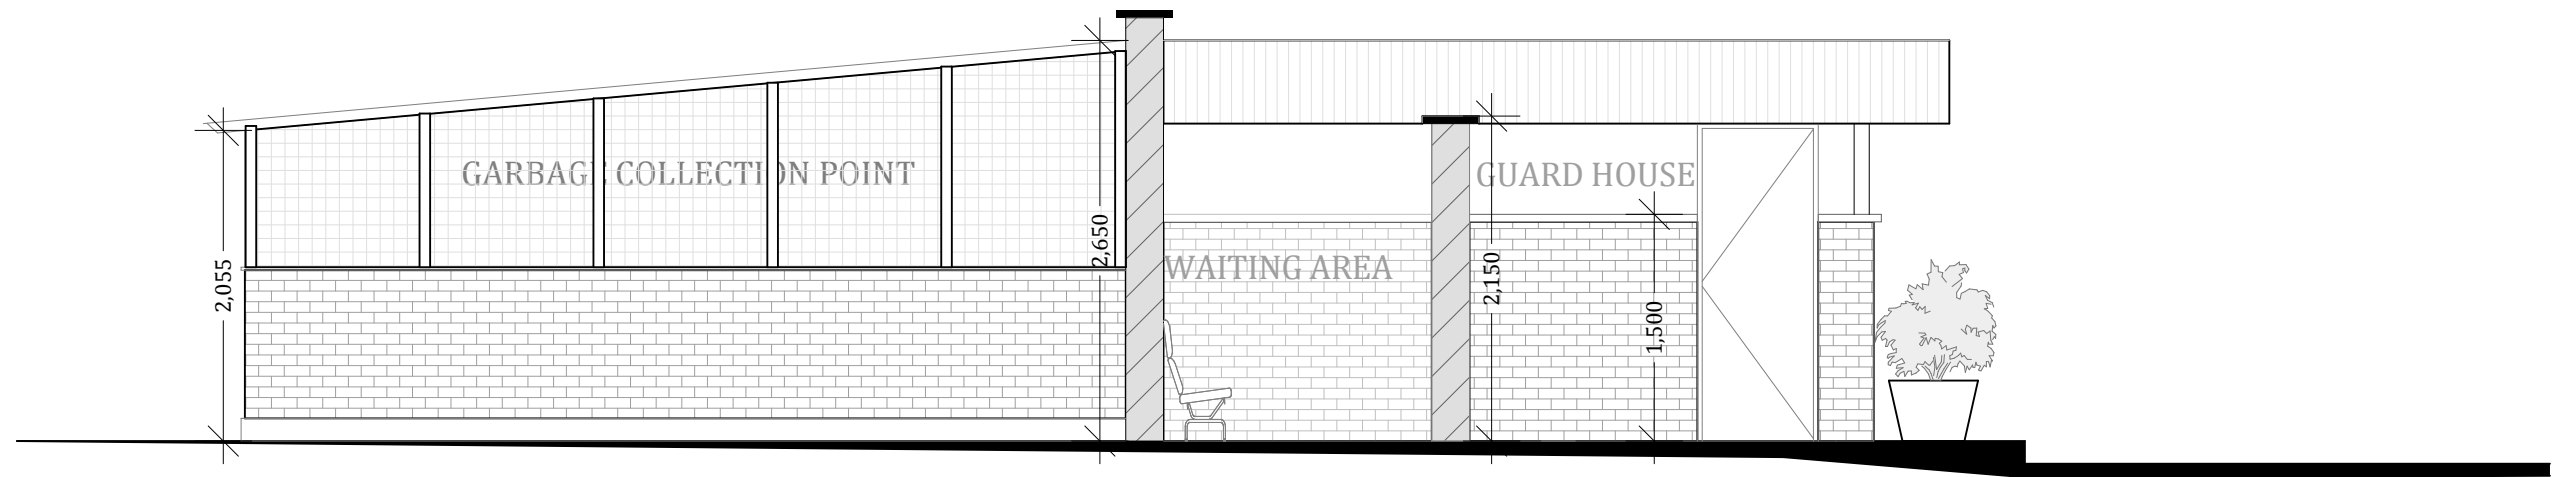 GARBAGE COLLECTION POINT
GUARD HOUSE
WAITING AREA
2,055
2,650
2,150
1,500